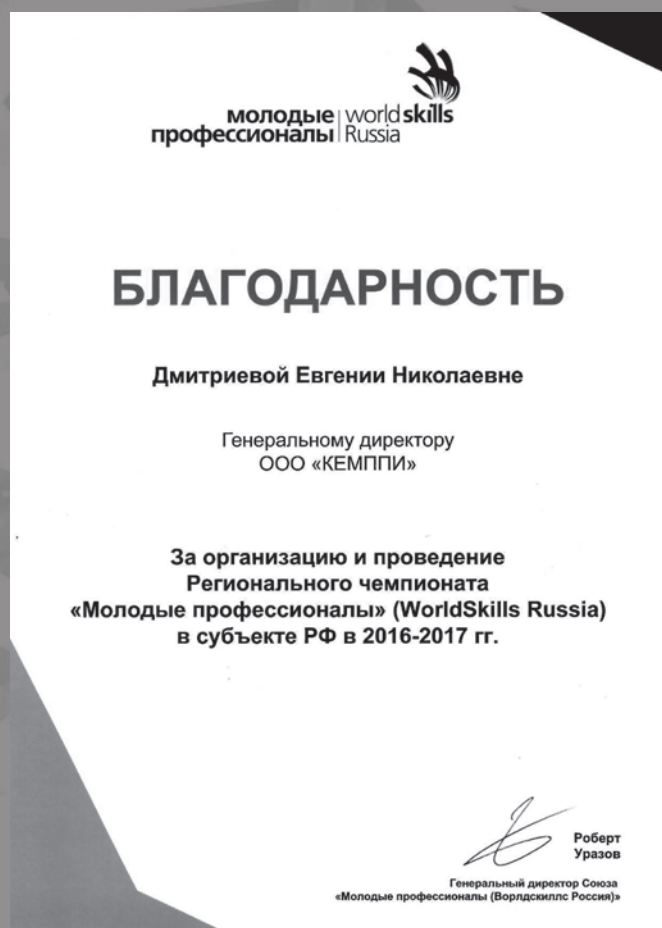 молодые | world skills
профессионалы | Russia
БЛАГОДАРНОСТЬ
Дмитриевой Евгении Николаевне
Генеральному директору
ООО «КЕМППИ»
За организацию и проведение
Регионального чемпионата
«Молодые профессионалы» (WorldSkills Russia)
в субъекте РФ в 2016-2017 гг.
Роберт
Уразов
Генеральный директор Союза
«Молодые профессионалы (Ворлдскиллс Россия)»